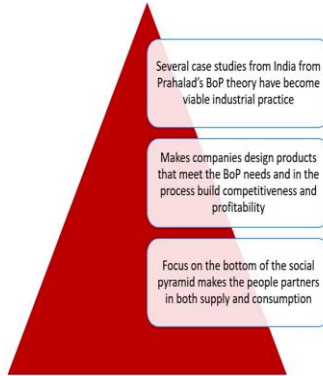 Several case studies from India from
Prahalad's BoP theory have become
viable industrial practice
Makes companies design products
that meet the BoP needs and in the
process build competitiveness and
profitability
Focus on the bottom of the social
pyramid makes the people partners
in both supply and consumption